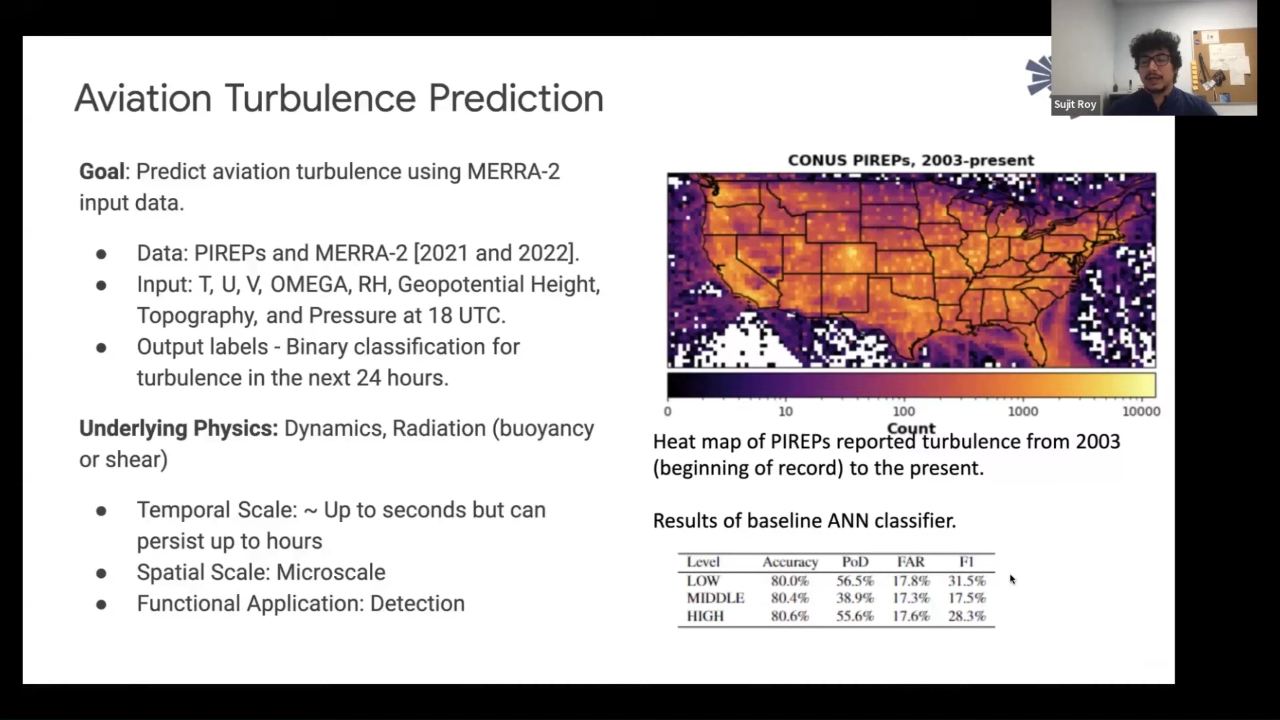 Sujit Roy
Aviation Turbulence Prediction
Goal: Predict aviation turbulence using MERRA-2
input data.
● Data: PIREPs and MERRA-2 [2021 and 2022].
● Input: T, U, V, OMEGA, RH, Geopotential Height,
Topography, and Pressure at 18 UTC.
● Output labels - Binary classification for
turbulence in the next 24 hours.
Underlying Physics: Dynamics, Radiation (buoyancy
or shear)
● Temporal Scale: ~ Up to seconds but can
persist up to hours
● Spatial Scale: Microscale
● Functional Application: Detection
CONUS PIREPs, 2003-present
0 10 100 1000 10000
Count
Heat map of PIREPs reported turbulence from 2003
(beginning of record) to the present.
Results of baseline ANN classifier.
Level Accuracy PoD FAR F1
LOW 80.0% 56.5% 17.8% 31.5%
MIDDLE 80.4% 38.9% 17.3% 17.5%
HIGH 80.6% 55.6% 17.6% 28.3%